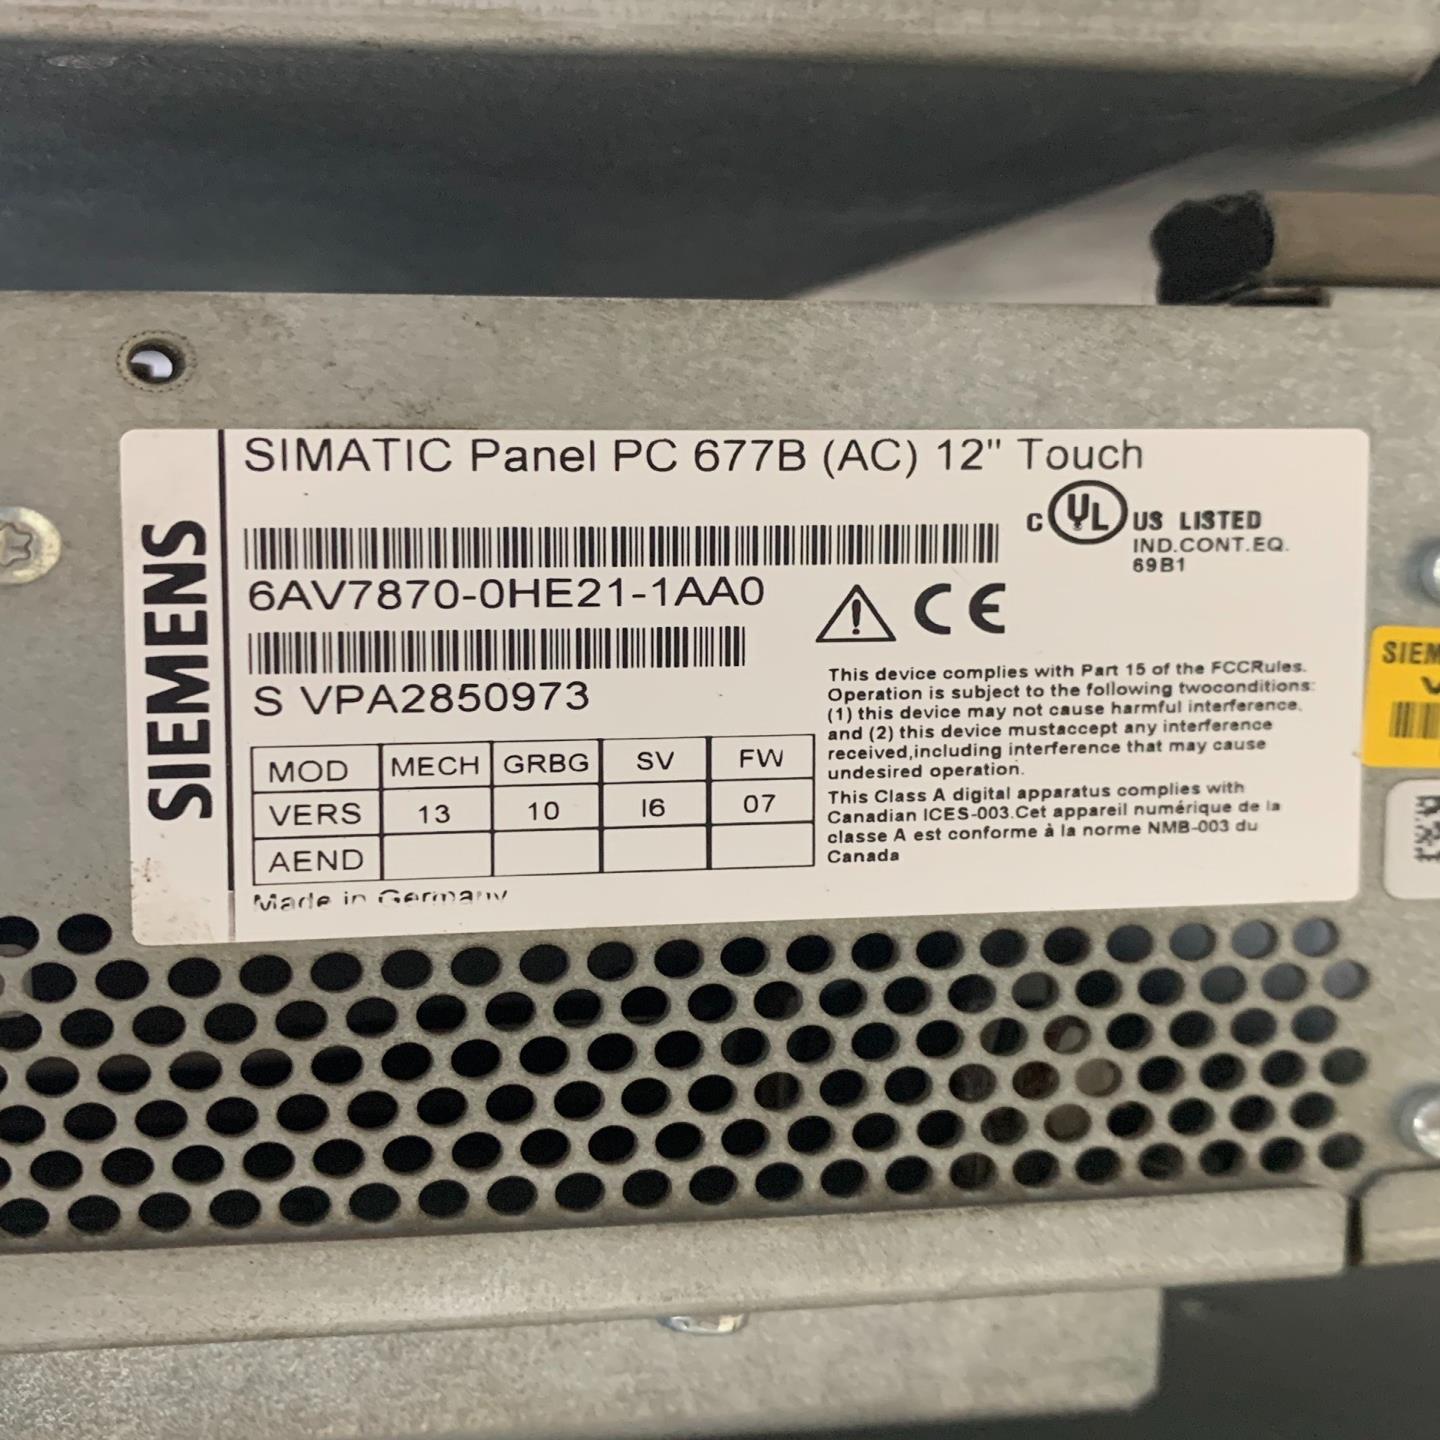 SIEMENS
SIMATIC Panel PC 677B (AC) 12" Touch
C UL US LISTED
IND.CONT.EQ.
69B1
6AV7870-0HE21-1AA0
CE
S VPA2850973
MOD MECH GRBG SV FW
VERS 13 10 I6 07
AEND
Made in Germany
This device complies with Part 15 of the FCCRules.
Operation is subject to the following twoconditions:
(1) this device may not cause harmful interference.
and (2) this device mustaccept any interference
received,including interference that may cause
undesired operation.
This Class A digital apparatus complies with
Canadian ICES-003.Cet appareil numérique de la
classe A est conforme à la norme NMB-003 du
Canada
SIEM